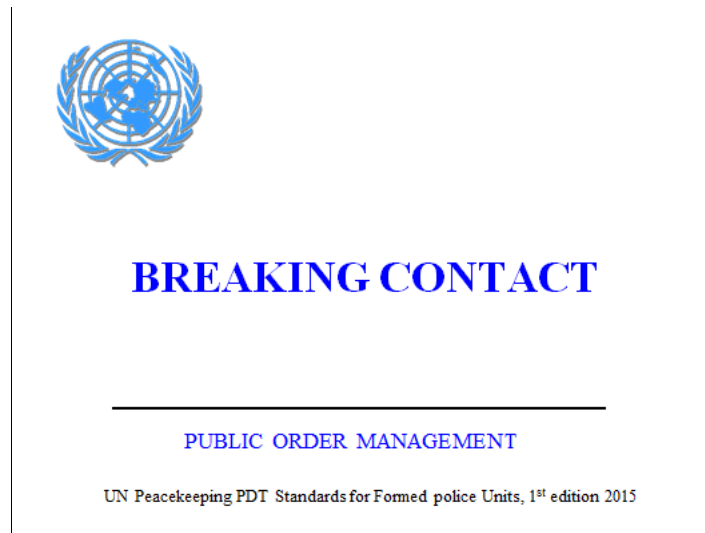 BREAKING CONTACT
PUBLIC ORDER MANAGEMENT
UN Peacekeeping PDT Standards for Formed police Units, 1st edition 2015